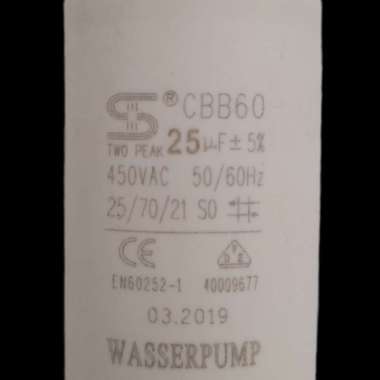 ® CBB60
TWO PEAK 25μF±5%
450VAC 50/60Hz
25/70/21 S0
CE VDE
EN60252-1 40009677
03.2019
WASSERPUMP